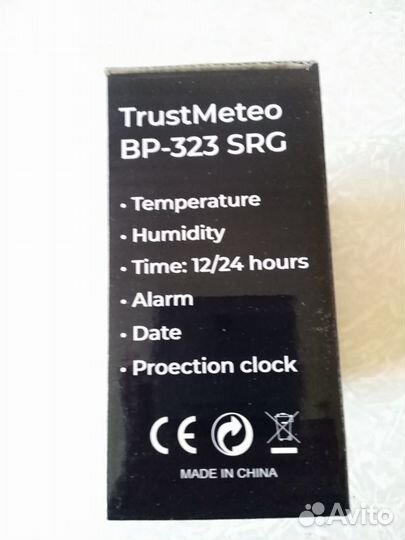 TrustMeteo
BP-323 SRG
• Temperature
• Humidity
• Time: 12/24 hours
• Alarm
• Date
• Proection clock
CE
MADE IN CHINA
Avito